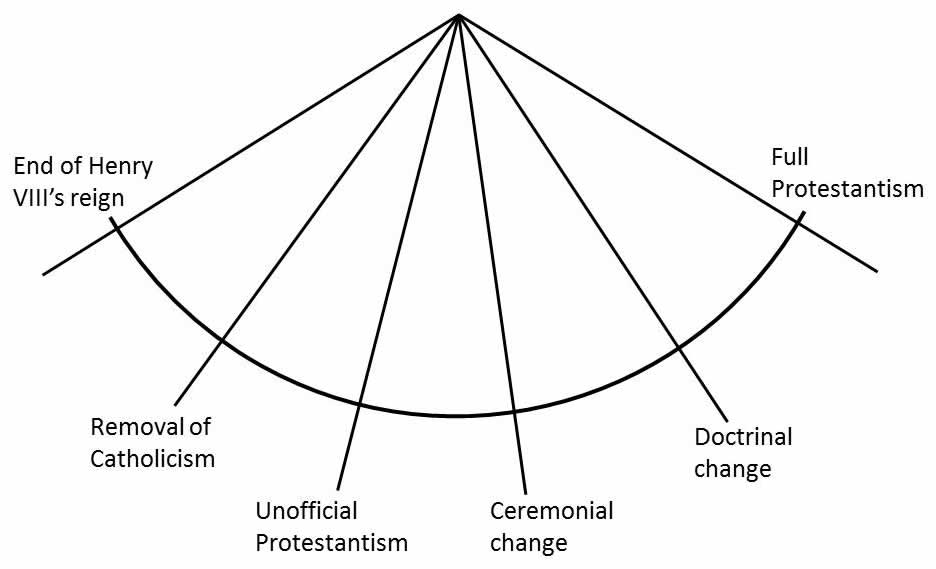 End of Henry
VIII’s reign
Removal of
Catholicism
Unofficial
Protestantism
Ceremonial
change
Doctrinal
change
Full
Protestantism